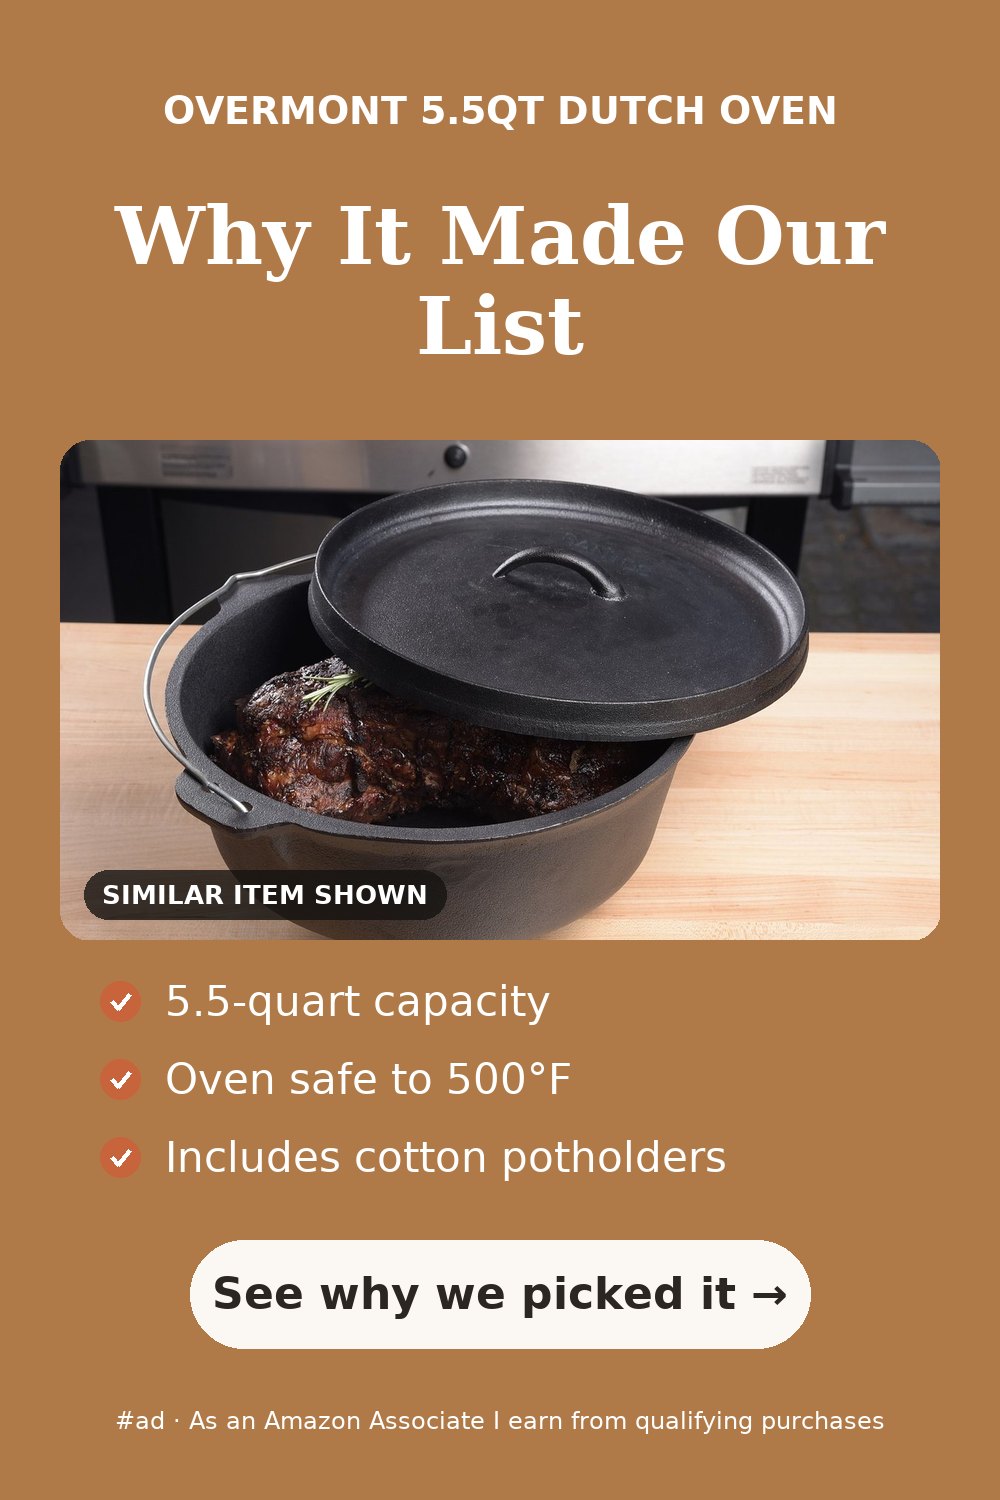 OVERMONT 5.5QT DUTCH OVEN
Why It Made Our
List
SIMILAR ITEM SHOWN
5.5-quart capacity
Oven safe to 500°F
Includes cotton potholders
See why we picked it →
#ad · As an Amazon Associate I earn from qualifying purchases